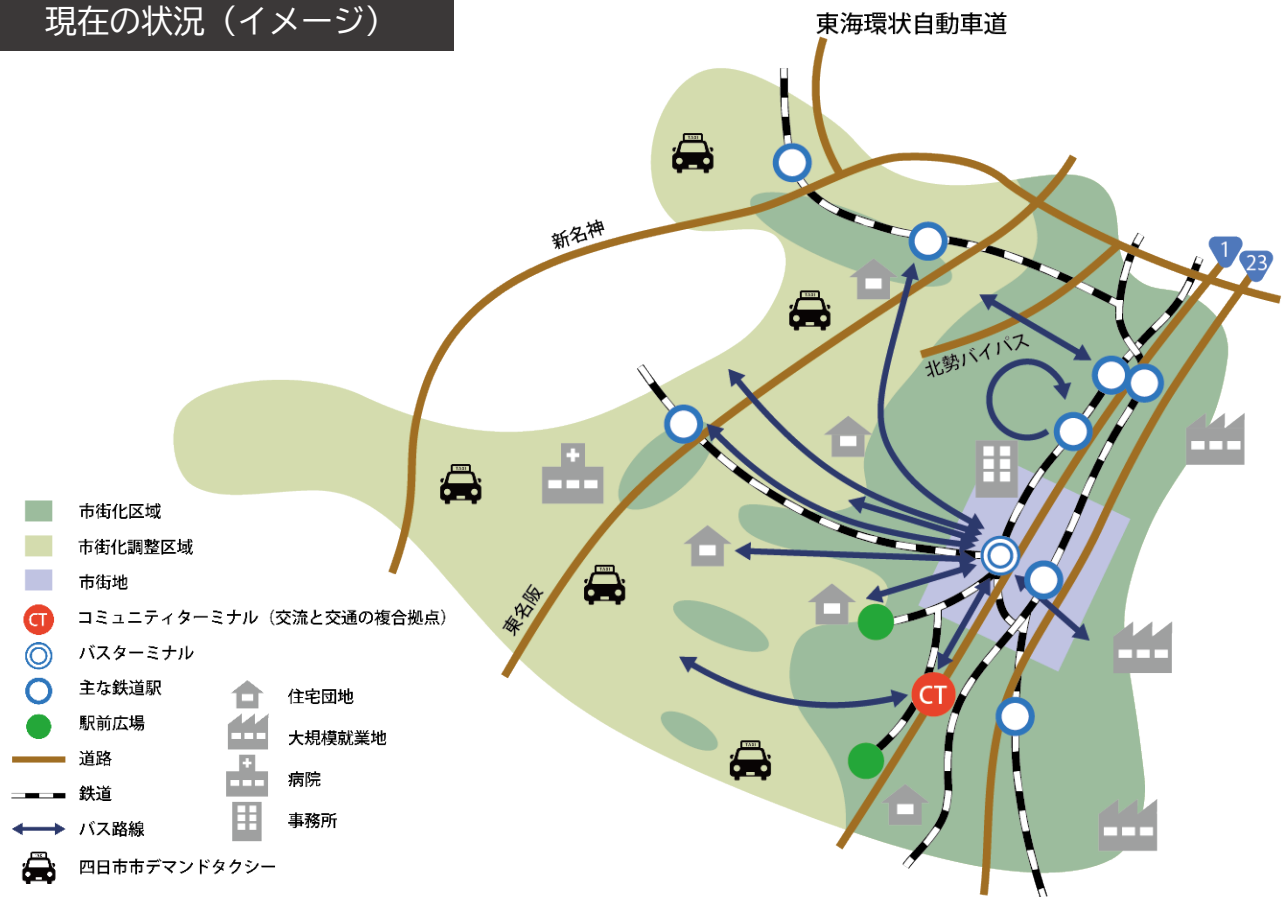 現在の状況（イメージ）
東海環状自動車道
新名神
1
23
北勢バイパス
東名阪
CT
市街化区域
市街化調整区域
市街地
CT
コミュニティターミナル（交流と交通の複合拠点）
バスターミナル
主な鉄道駅
駅前広場
道路
鉄道
バス路線
四日市市デマンドタクシー
住宅団地
大規模就業地
病院
事務所
TAXI
TAXI
TAXI
TAXI
TAXI